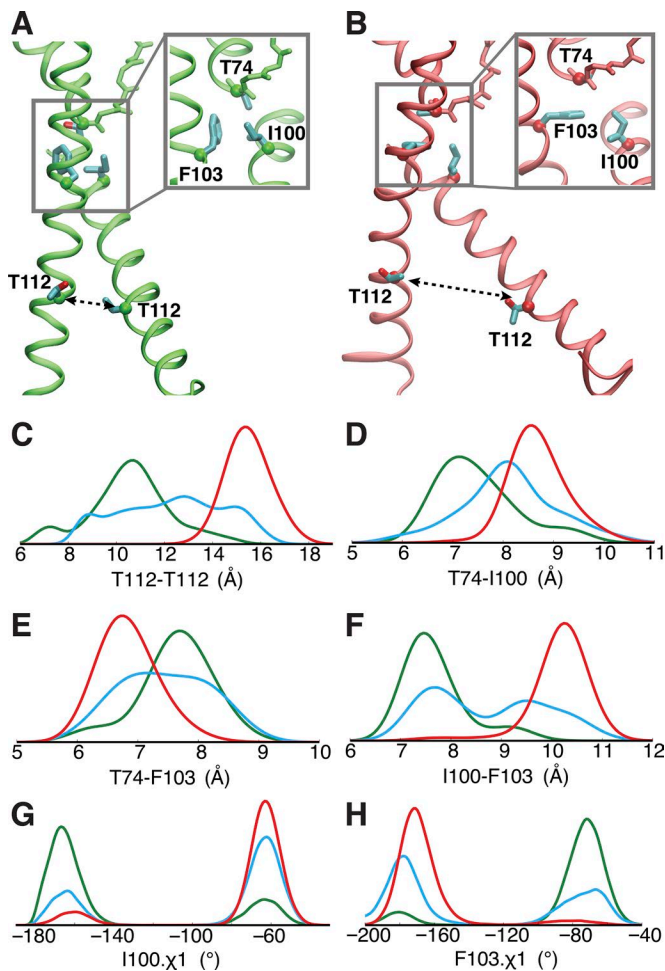 A
T74
I100
F103
T112
T112
B
T74
F103
I100
T112
T112
C
6 8 10 12 14 16 18
T112-T112 (Å)
D
5 6 7 8 9 10 11
T74-I100 (Å)
E
5 6 7 8 9 10
T74-F103 (Å)
F
6 7 8 9 10 11 12
I100-F103 (Å)
G
−180 −140 −100 −60
I100.χ1 (°)
H
−200 −160 −120 −80 −40
F103.χ1 (°)